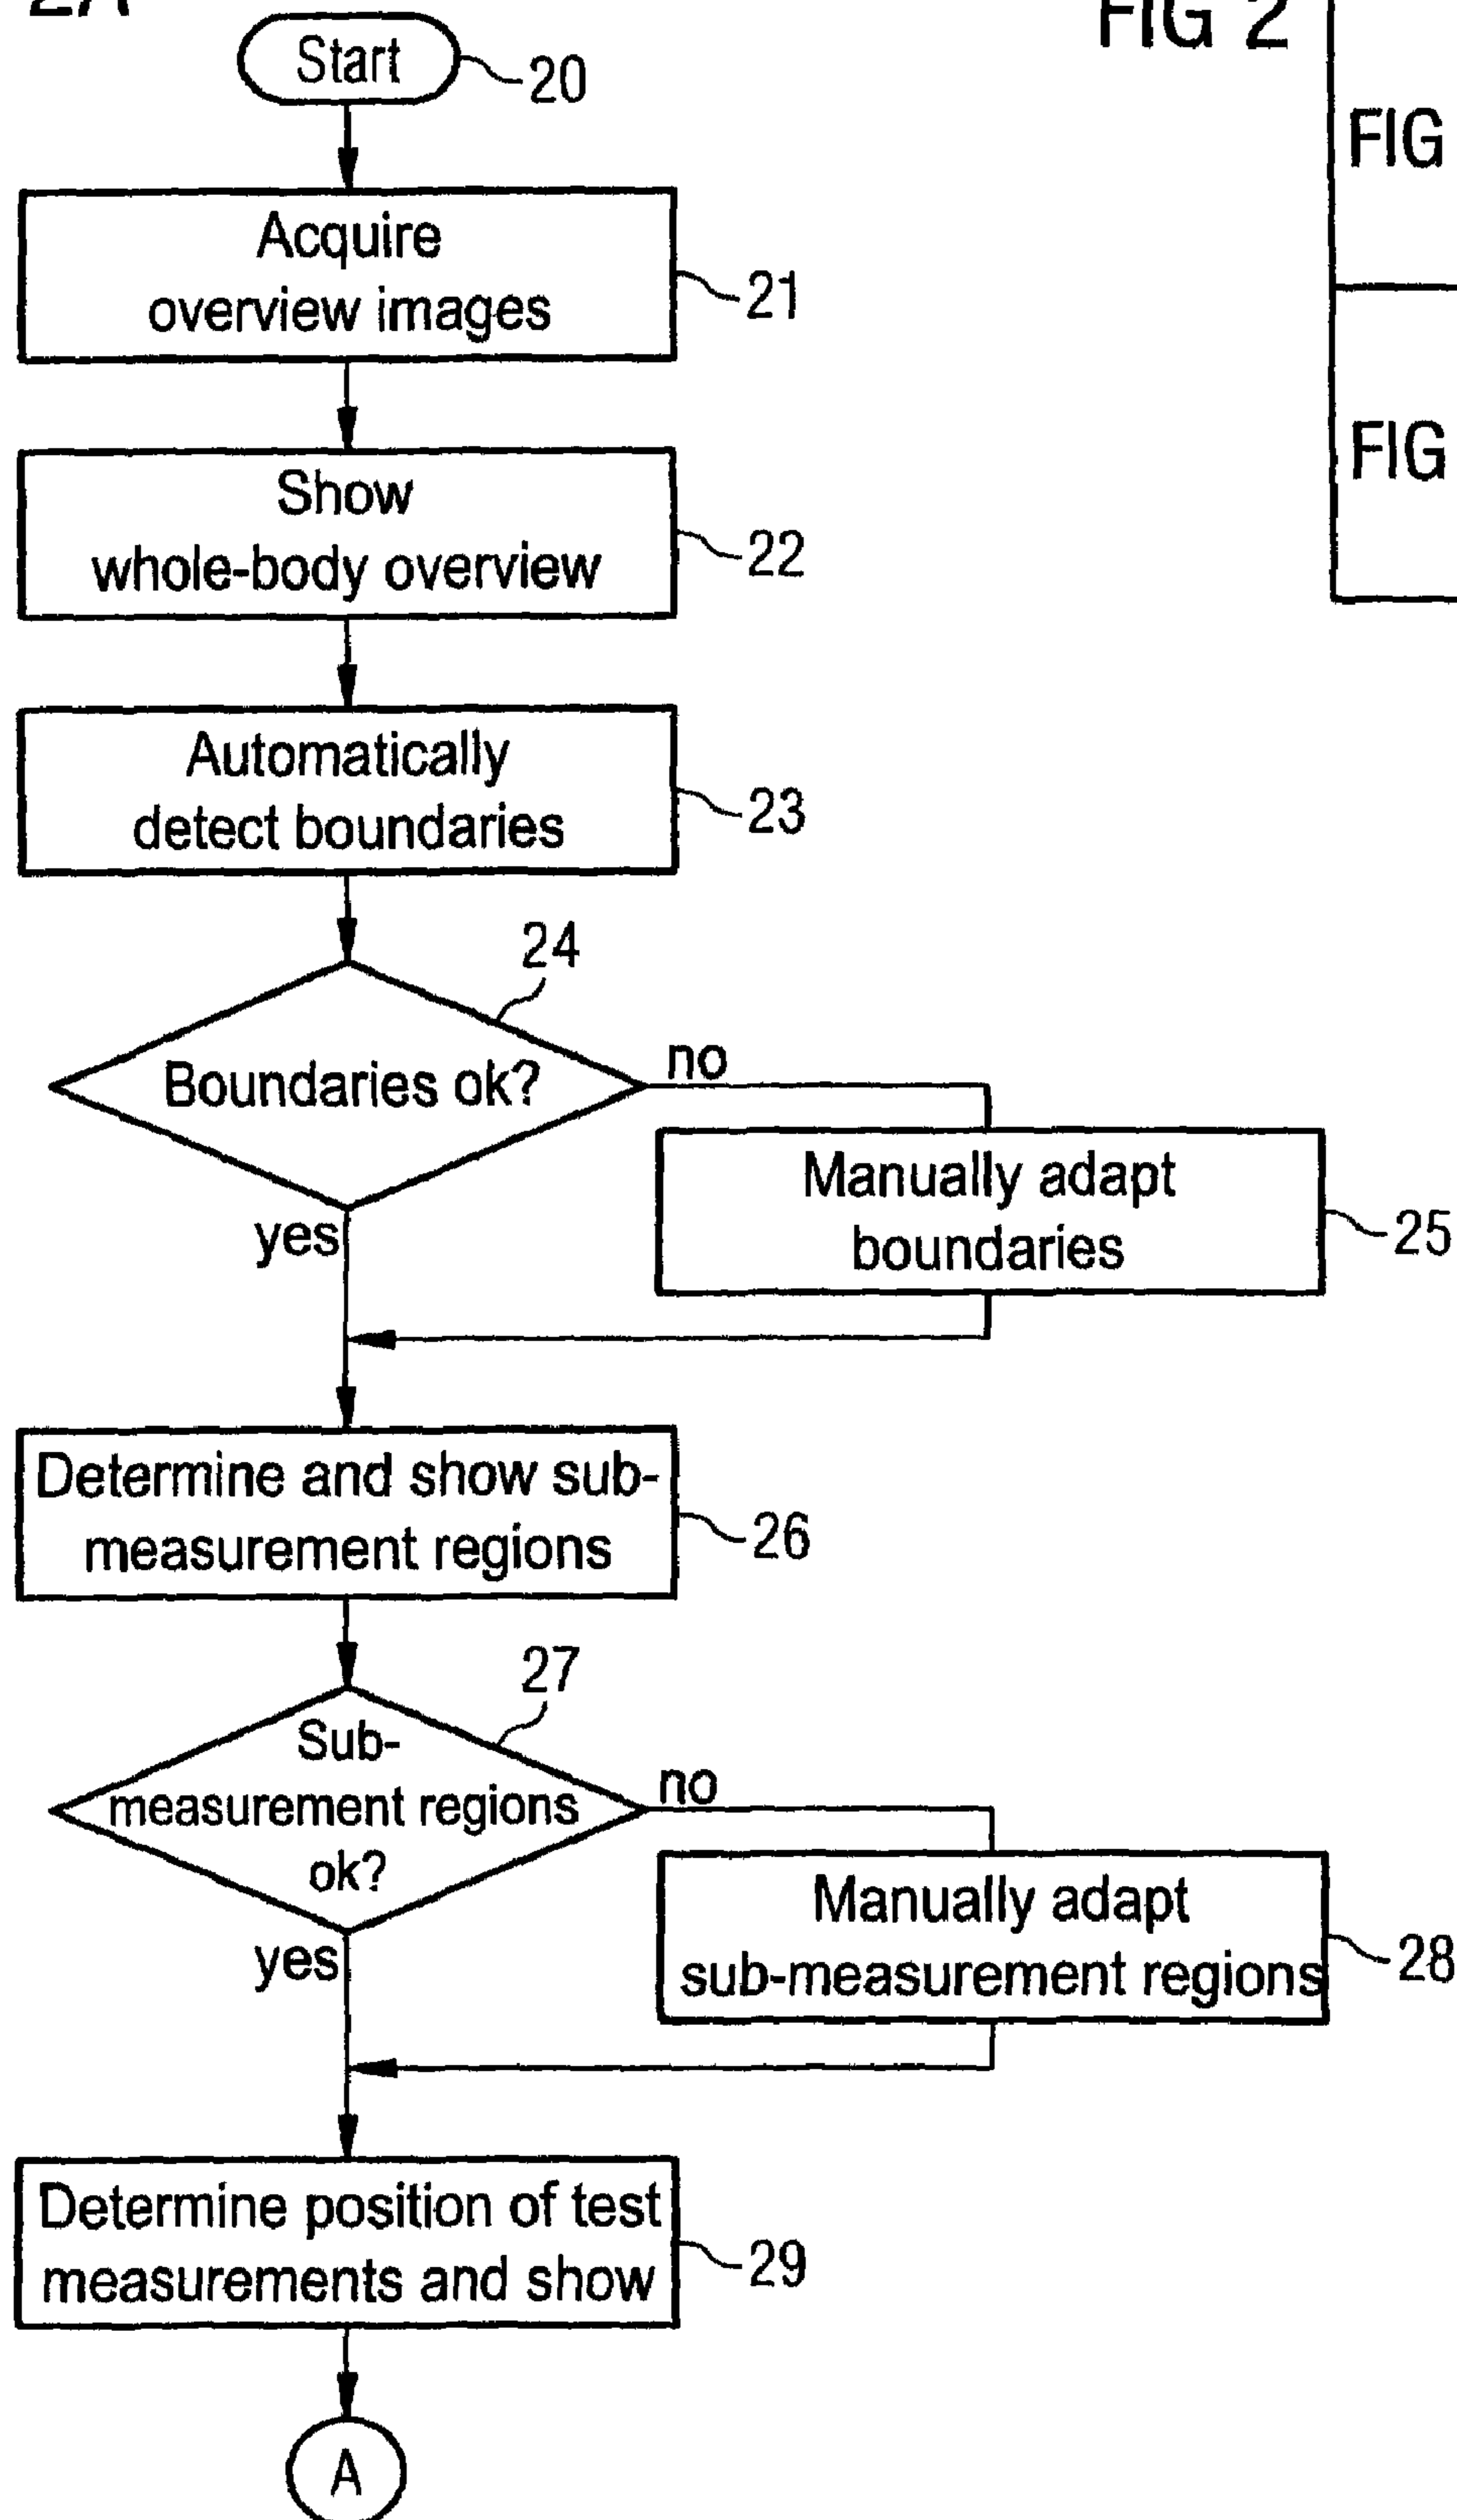 2A
FIG 2
Start
20
FIG
Acquire
overview images
21
Show
whole-body overview
22
FIG
Automatically
detect boundaries
23
24
Boundaries ok?
no
yes
Manually adapt
boundaries
25
Determine and show sub-
measurement regions
26
27
Sub-
measurement regions
ok?
no
yes
Manually adapt
sub-measurement regions
28
Determine position of test
measurements and show
29
A